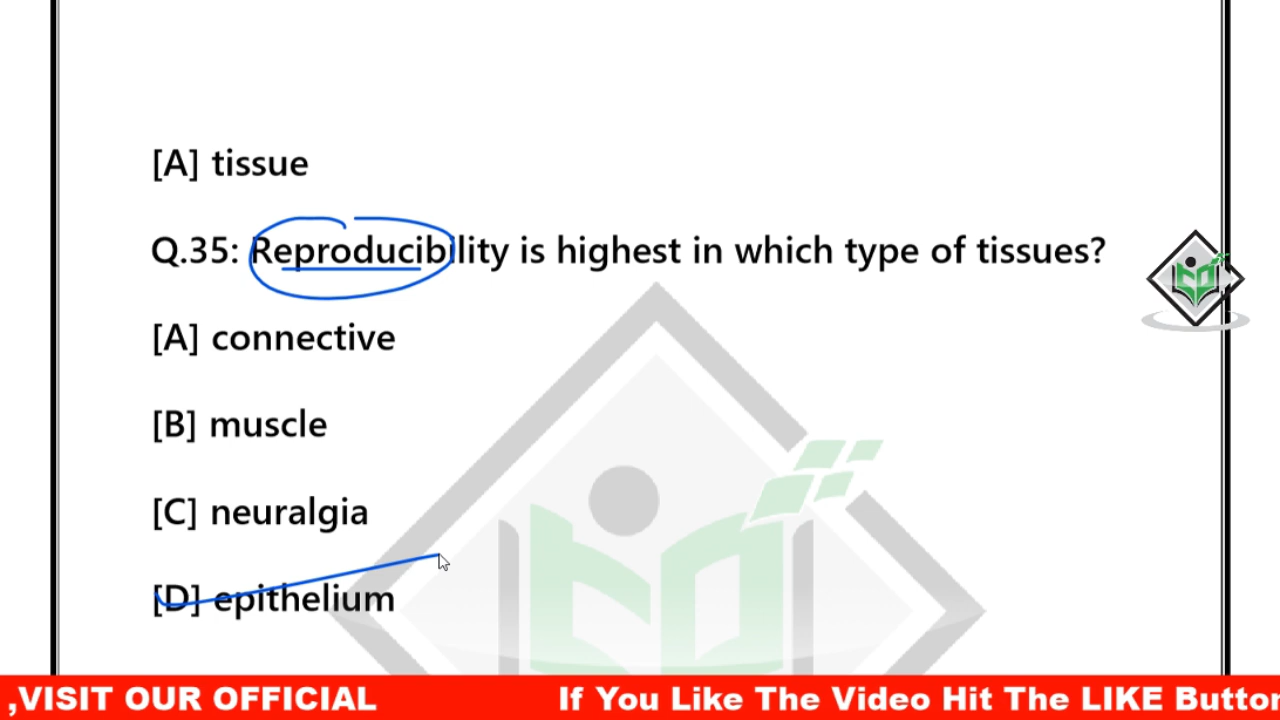 [A] tissue
Q.35: Reproducibility is highest in which type of tissues?
[A] connective
[B] muscle
[C] neuralgia
[D] epithelium
,VISIT OUR OFFICIAL If You Like The Video Hit The LIKE Button